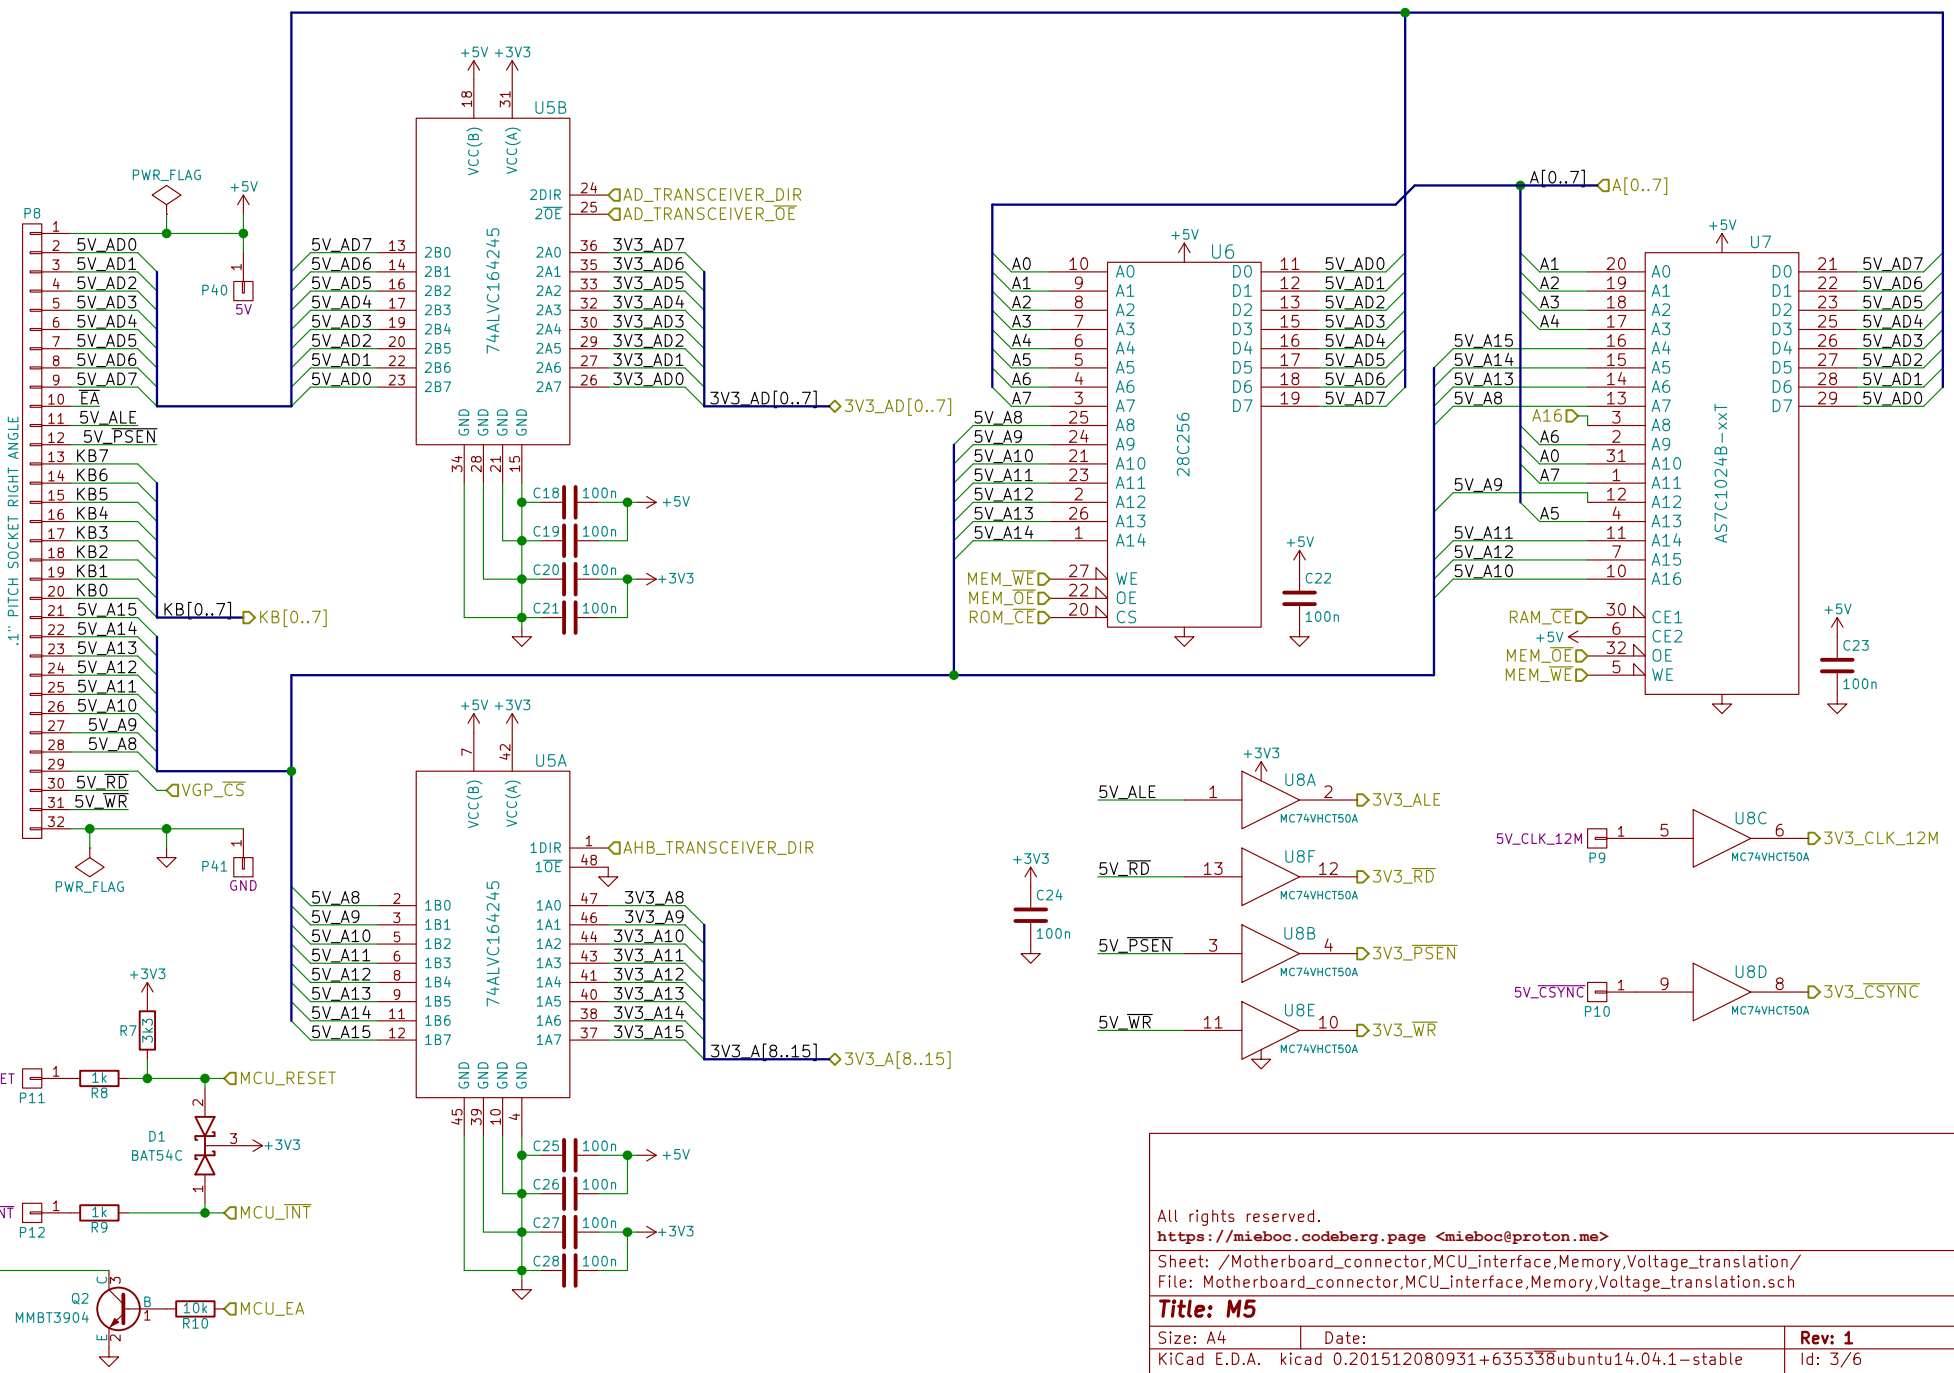 +5V +3V3
18
31
U5B
VCC(B)
VCC(A)
2DIR 24 AD_TRANSCEIVER_DIR
2OE 25 AD_TRANSCEIVER_OE
74ALVC164245
5V_AD7 13 2B0 2A0 36 3V3_AD7
5V_AD6 14 2B1 2A1 35 3V3_AD6
5V_AD5 16 2B2 2A2 33 3V3_AD5
5V_AD4 17 2B3 2A3 32 3V3_AD4
5V_AD3 19 2B4 2A4 30 3V3_AD3
5V_AD2 20 2B5 2A5 29 3V3_AD2
5V_AD1 22 2B6 2A6 27 3V3_AD1
5V_AD0 23 2B7 2A7 26 3V3_AD0
3V3_AD[0..7] 3V3_AD[0..7]
GND GND GND GND
34 28 21 15
C18 100n +5V
C19 100n
C20 100n +3V3
C21 100n
PWR_FLAG
+5V
P40
1
5V
P8
.1" PITCH SOCKET RIGHT ANGLE
1
2 5V_AD0
3 5V_AD1
4 5V_AD2
5 5V_AD3
6 5V_AD4
7 5V_AD5
8 5V_AD6
9 5V_AD7
10 EA
11 5V_ALE
12 5V_PSEN
13 KB7
14 KB6
15 KB5
16 KB4
17 KB3
18 KB2
19 KB1
20 KB0
21 5V_A15 KB[0..7] KB[0..7]
22 5V_A14
23 5V_A13
24 5V_A12
25 5V_A11
26 5V_A10
27 5V_A9
28 5V_A8
29
30 5V_RD VGP_CS
31 5V_WR
32
PWR_FLAG
P41
1
GND
+5V +3V3
7
42
U5A
VCC(B)
VCC(A)
1DIR 1 AHB_TRANSCEIVER_DIR
1OE 48
74ALVC164245
5V_A8 2 1B0 1A0 47 3V3_A8
5V_A9 3 1B1 1A1 46 3V3_A9
5V_A10 5 1B2 1A2 44 3V3_A10
5V_A11 6 1B3 1A3 43 3V3_A11
5V_A12 8 1B4 1A4 41 3V3_A12
5V_A13 9 1B5 1A5 40 3V3_A13
5V_A14 11 1B6 1A6 38 3V3_A14
5V_A15 12 1B7 1A7 37 3V3_A15
3V3_A[8..15] 3V3_A[8..15]
GND GND GND GND
45 39 10 4
C25 100n +5V
C26 100n
C27 100n +3V3
C28 100n
+3V3
R7 3k3
ET 1 1k MCU_RESET
P11 R8
2
D1
BAT54C
3 +3V3
1
NT 1 1k MCU_INT
P12 R9
Q2
MMBT3904
C 3
B 1
E 2
10k MCU_EA
R10
A[0..7] A[0..7]
+5V U6
28C256
A0 10 A0 D0 11 5V_AD0
A1 9 A1 D1 12 5V_AD1
A2 8 A2 D2 13 5V_AD2
A3 7 A3 D3 15 5V_AD3
A4 6 A4 D4 16 5V_AD4
A5 5 A5 D5 17 5V_AD5
A6 4 A6 D6 18 5V_AD6
A7 3 A7 D7 19 5V_AD7
5V_A8 25 A8
5V_A9 24 A9
5V_A10 21 A10
5V_A11 23 A11
5V_A12 2 A12
5V_A13 26 A13
5V_A14 1 A14
MEM_WE 27 WE
MEM_OE 22 OE
ROM_CE 20 CS
+5V
C22
100n
+5V U7
AS7C1024B-xxT
A1 20 A0 D0 21 5V_AD7
A2 19 A1 D1 22 5V_AD6
A3 18 A2 D2 23 5V_AD5
A4 17 A3 D3 25 5V_AD4
5V_A15 16 A4 D4 26 5V_AD3
5V_A14 15 A5 D5 27 5V_AD2
5V_A13 14 A6 D6 28 5V_AD1
5V_A8 13 A7 D7 29 5V_AD0
A16 3 A8
A6 2 A9
A0 31 A10
A7 1 A11
5V_A9 12 A12
A5 4 A13
5V_A11 11 A14
5V_A12 7 A15
5V_A10 10 A16
RAM_CE 30 CE1
+5V 6 CE2
MEM_OE 32 OE
MEM_WE 5 WE
+5V
C23
100n
+3V3
5V_ALE 1 U8A 2 3V3_ALE
MC74VHCT50A
5V_RD 13 U8F 12 3V3_RD
MC74VHCT50A
5V_PSEN 3 U8B 4 3V3_PSEN
MC74VHCT50A
5V_WR 11 U8E 10 3V3_WR
MC74VHCT50A
+3V3
C24
100n
5V_CLK_12M 1 5 U8C 6 3V3_CLK_12M
P9 MC74VHCT50A
5V_CSYNC 1 9 U8D 8 3V3_CSYNC
P10 MC74VHCT50A
All rights reserved.
https://mieboc.codeberg.page <mieboc@proton.me>
Sheet: /Motherboard_connector,MCU_interface,Memory,Voltage_translation/
File: Motherboard_connector,MCU_interface,Memory,Voltage_translation.sch
Title: M5
Size: A4 Date: Rev: 1
KiCad E.D.A. kicad 0.201512080931+635338ubuntu14.04.1-stable Id: 3/6